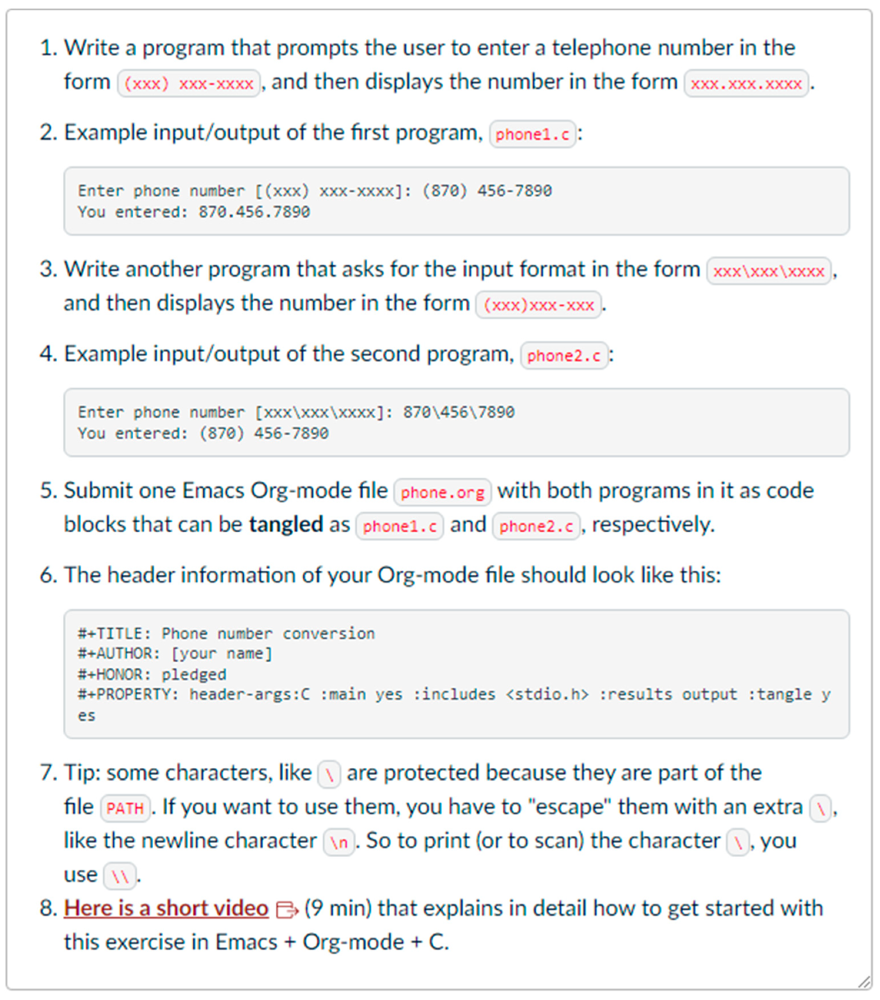 1. Write a program that prompts the user to enter a telephone number in the
form (xxx) xxx-xxxx, and then displays the number in the form xxx.xxx.xxxx.
2. Example input/output of the first program, phone1.c:
Enter phone number [(xxx) xxx-xxxx]: (870) 456-7890
You entered: 870.456.7890
3. Write another program that asks for the input format in the form xxx\xxx\xxxx,
and then displays the number in the form (xxx)xxx-xxx.
4. Example input/output of the second program, phone2.c:
Enter phone number [xxx\xxx\xxxx]: 870\456\7890
You entered: (870) 456-7890
5. Submit one Emacs Org-mode file phone.org with both programs in it as code
blocks that can be tangled as phone1.c and phone2.c, respectively.
6. The header information of your Org-mode file should look like this:
#+TITLE: Phone number conversion
#+AUTHOR: [your name]
#+HONOR: pledged
#+PROPERTY: header-args:C :main yes :includes <stdio.h> :results output :tangle y
es
7. Tip: some characters, like \ are protected because they are part of the
file PATH. If you want to use them, you have to "escape" them with an extra \,
like the newline character \n. So to print (or to scan) the character \, you
use \\.
8. Here is a short video (9 min) that explains in detail how to get started with
this exercise in Emacs + Org-mode + C.